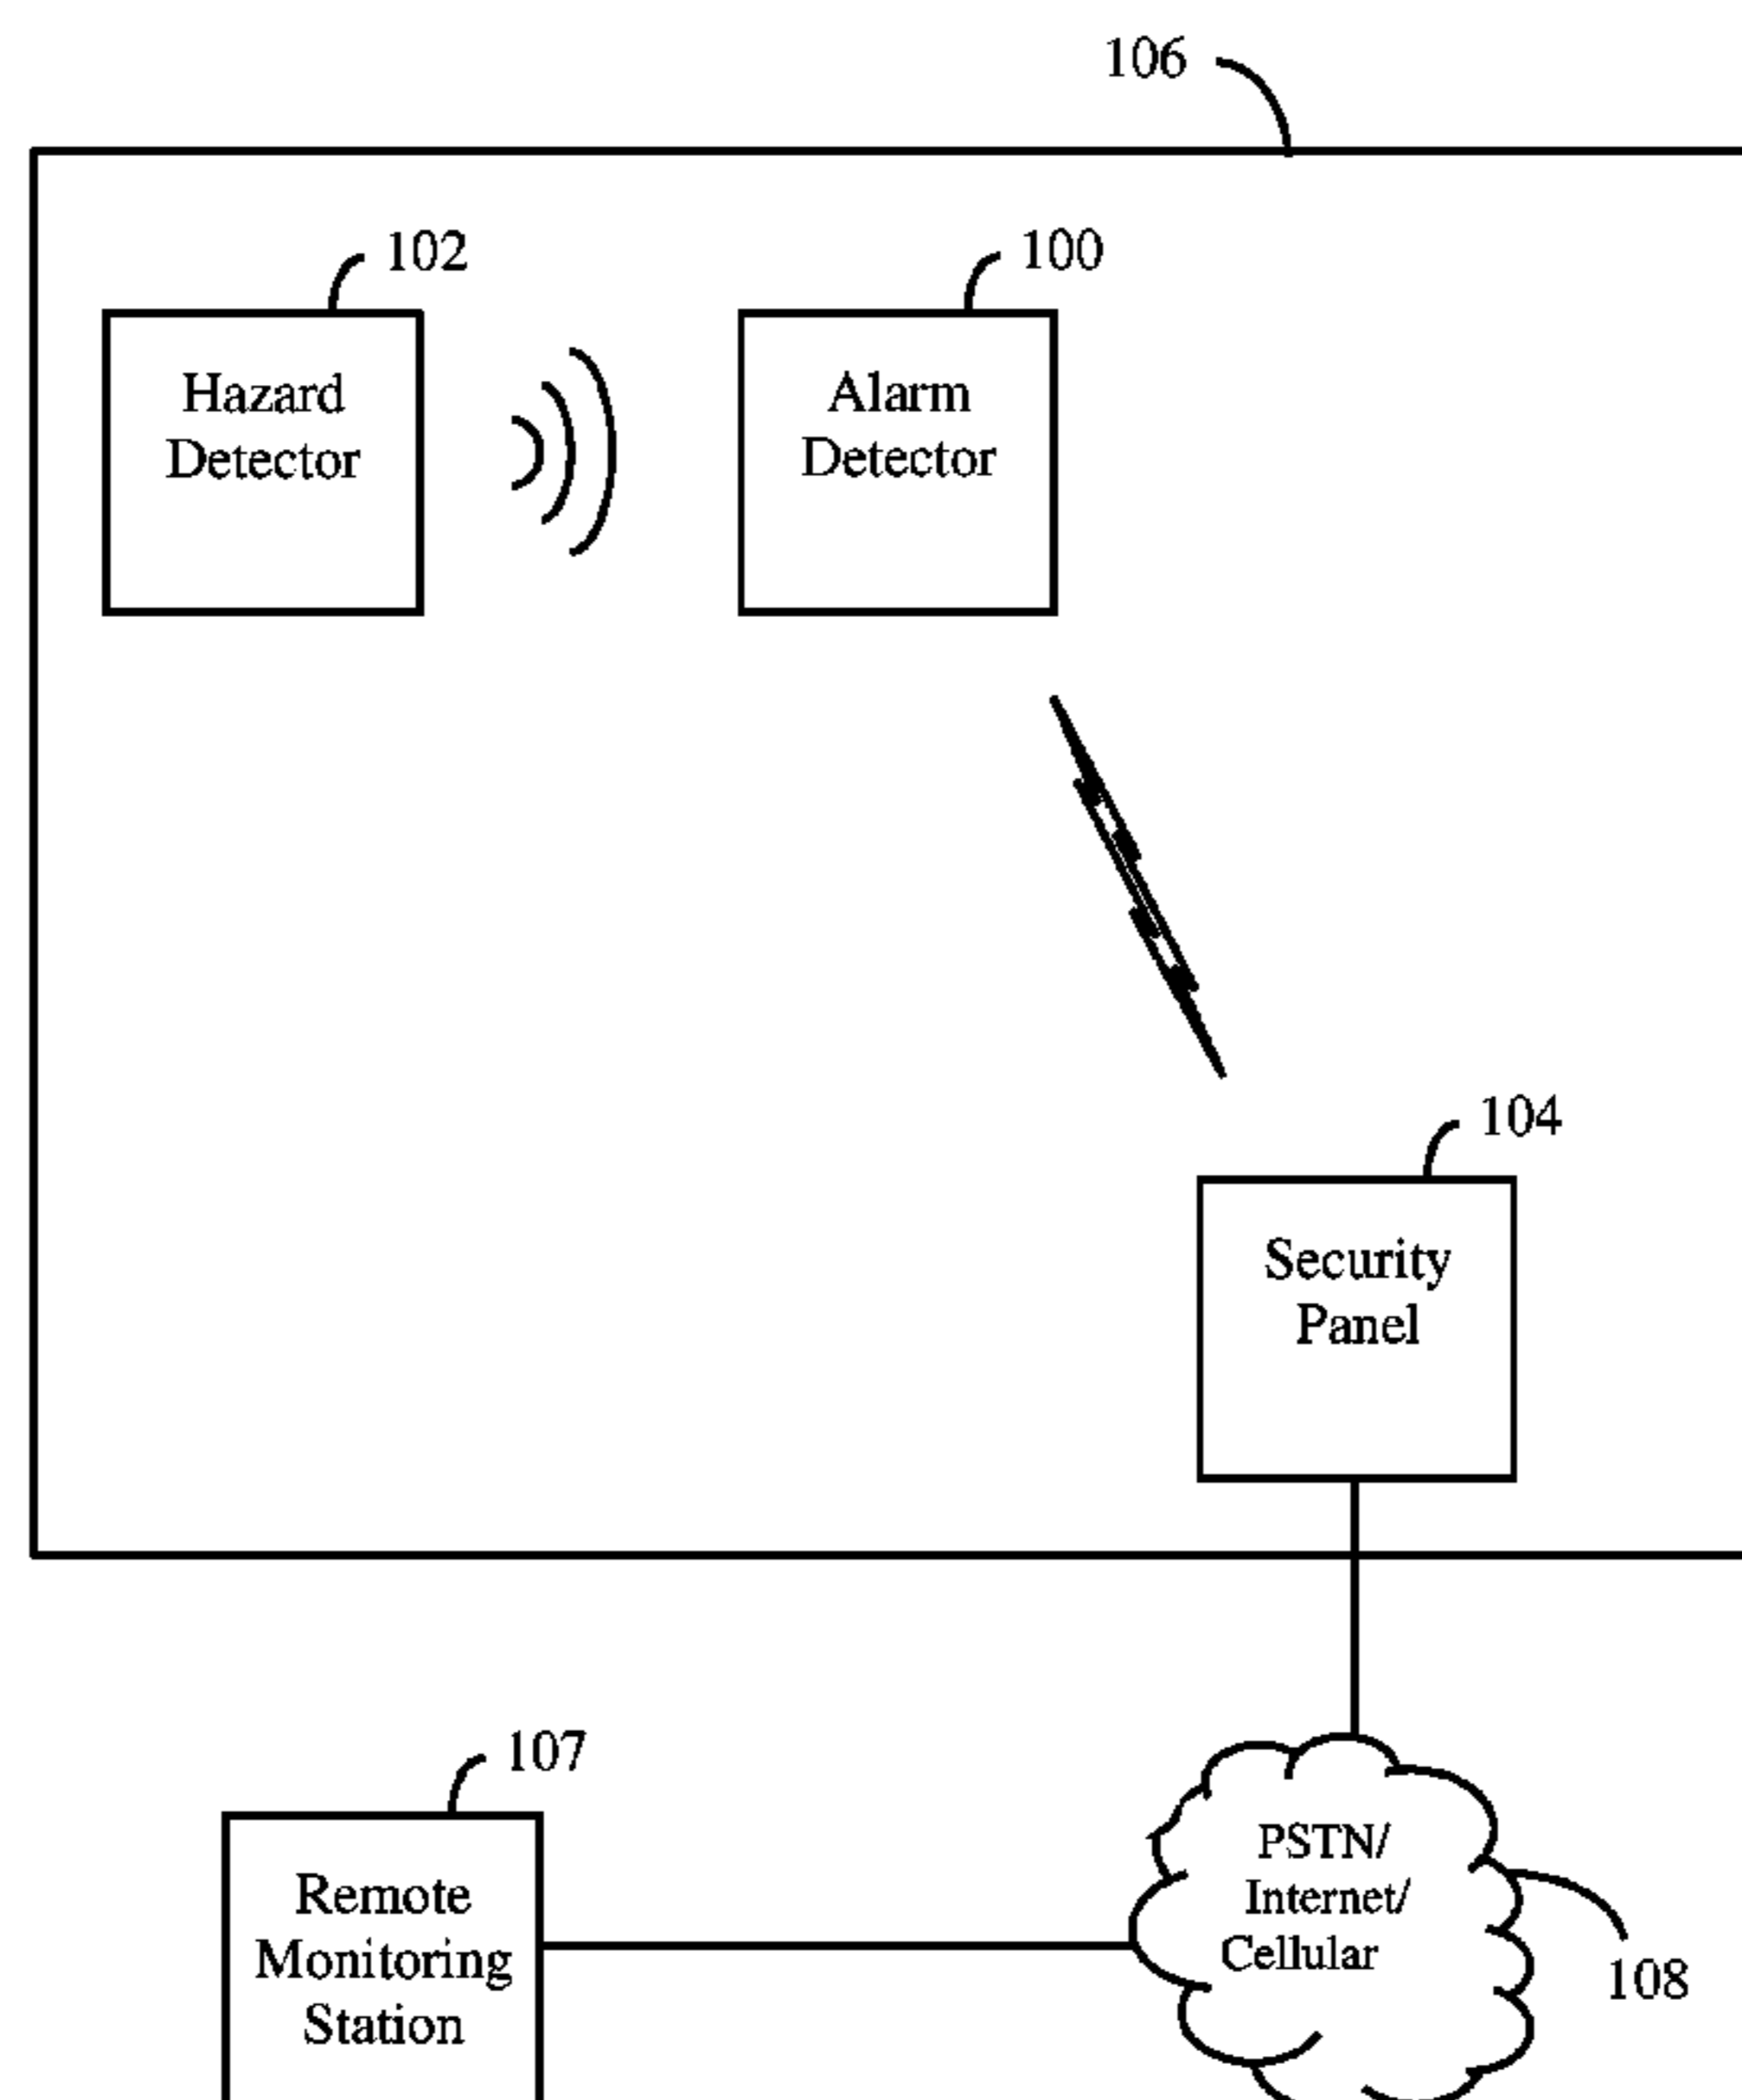 106
102
100
Hazard
Detector
Alarm
Detector
104
Security
Panel
107
Remote
Monitoring
Station
PSTN/
Internet/
Cellular
108